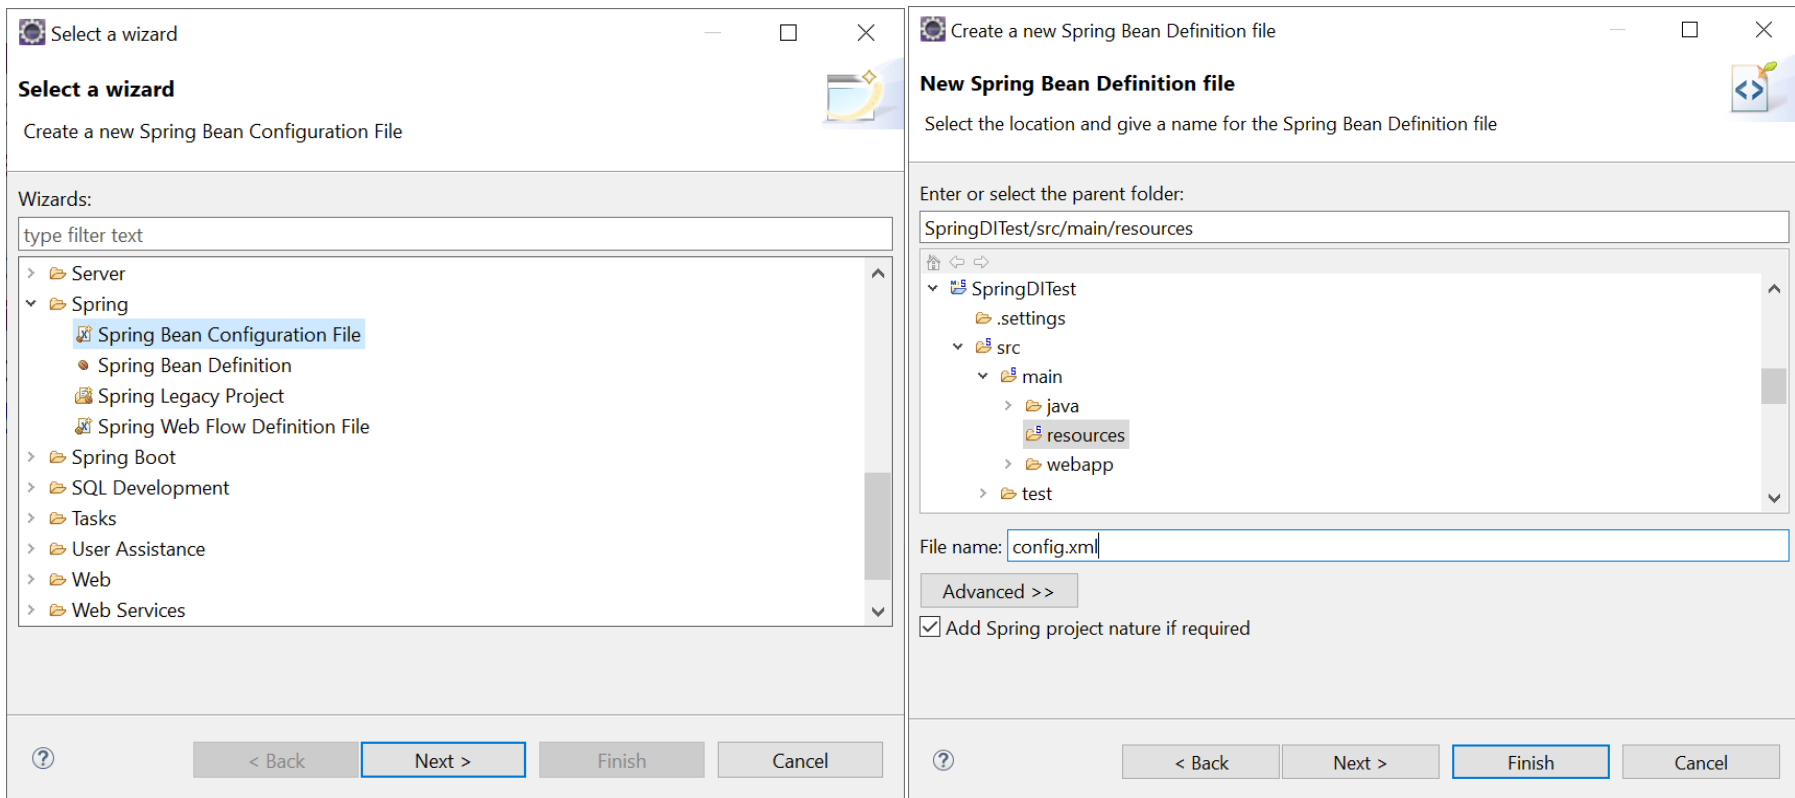 Select a wizard
Select a wizard
Create a new Spring Bean Configuration File
Wizards:
type filter text
Server
Spring
Spring Bean Configuration File
Spring Bean Definition
Spring Legacy Project
Spring Web Flow Definition File
Spring Boot
SQL Development
Tasks
User Assistance
Web
Web Services
< Back
Next >
Finish
Cancel
Create a new Spring Bean Definition file
New Spring Bean Definition file
Select the location and give a name for the Spring Bean Definition file
Enter or select the parent folder:
SpringDITest/src/main/resources
SpringDITest
.settings
src
main
java
resources
webapp
test
File name: config.xml
Advanced >>
Add Spring project nature if required
< Back
Next >
Finish
Cancel